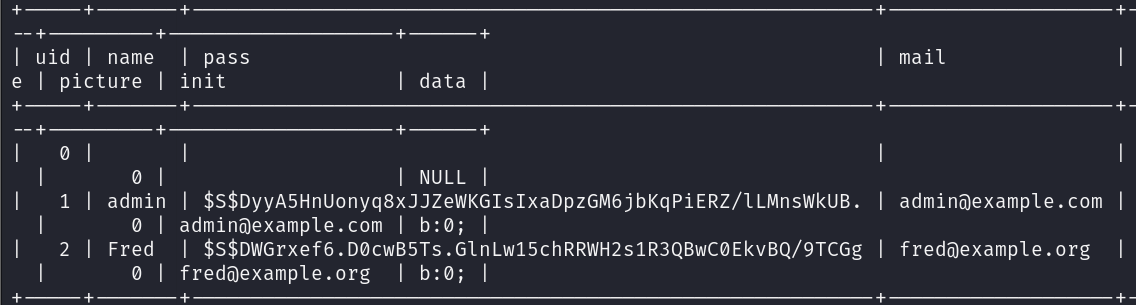 | uid | name | pass | mail |
e | picture | init | data |
| 0 | | | |
| 0 | | NULL |
| 1 | admin | $S$DyyA5HnUonyq8xJJZeWKGIsIxaDpzGM6jbKqPiERZ/lLMnsWkUB. | admin@example.com |
| 0 | admin@example.com | b:0; |
| 2 | Fred | $S$DWGrxef6.D0cwB5Ts.GlnLw15chRRWH2s1R3QBwC0EkvBQ/9TCGg | fred@example.org |
| 0 | fred@example.org | b:0; |